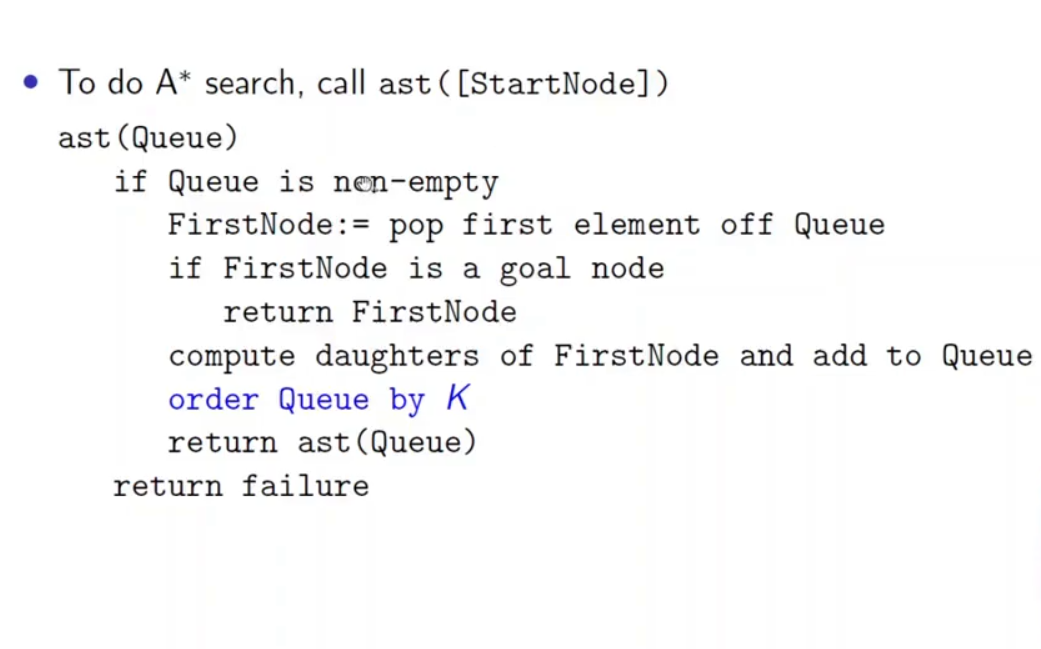 • To do A* search, call ast([StartNode])
ast(Queue)
if Queue is non-empty
FirstNode:= pop first element off Queue
if FirstNode is a goal node
return FirstNode
compute daughters of FirstNode and add to Queue
order Queue by K
return ast(Queue)
return failure